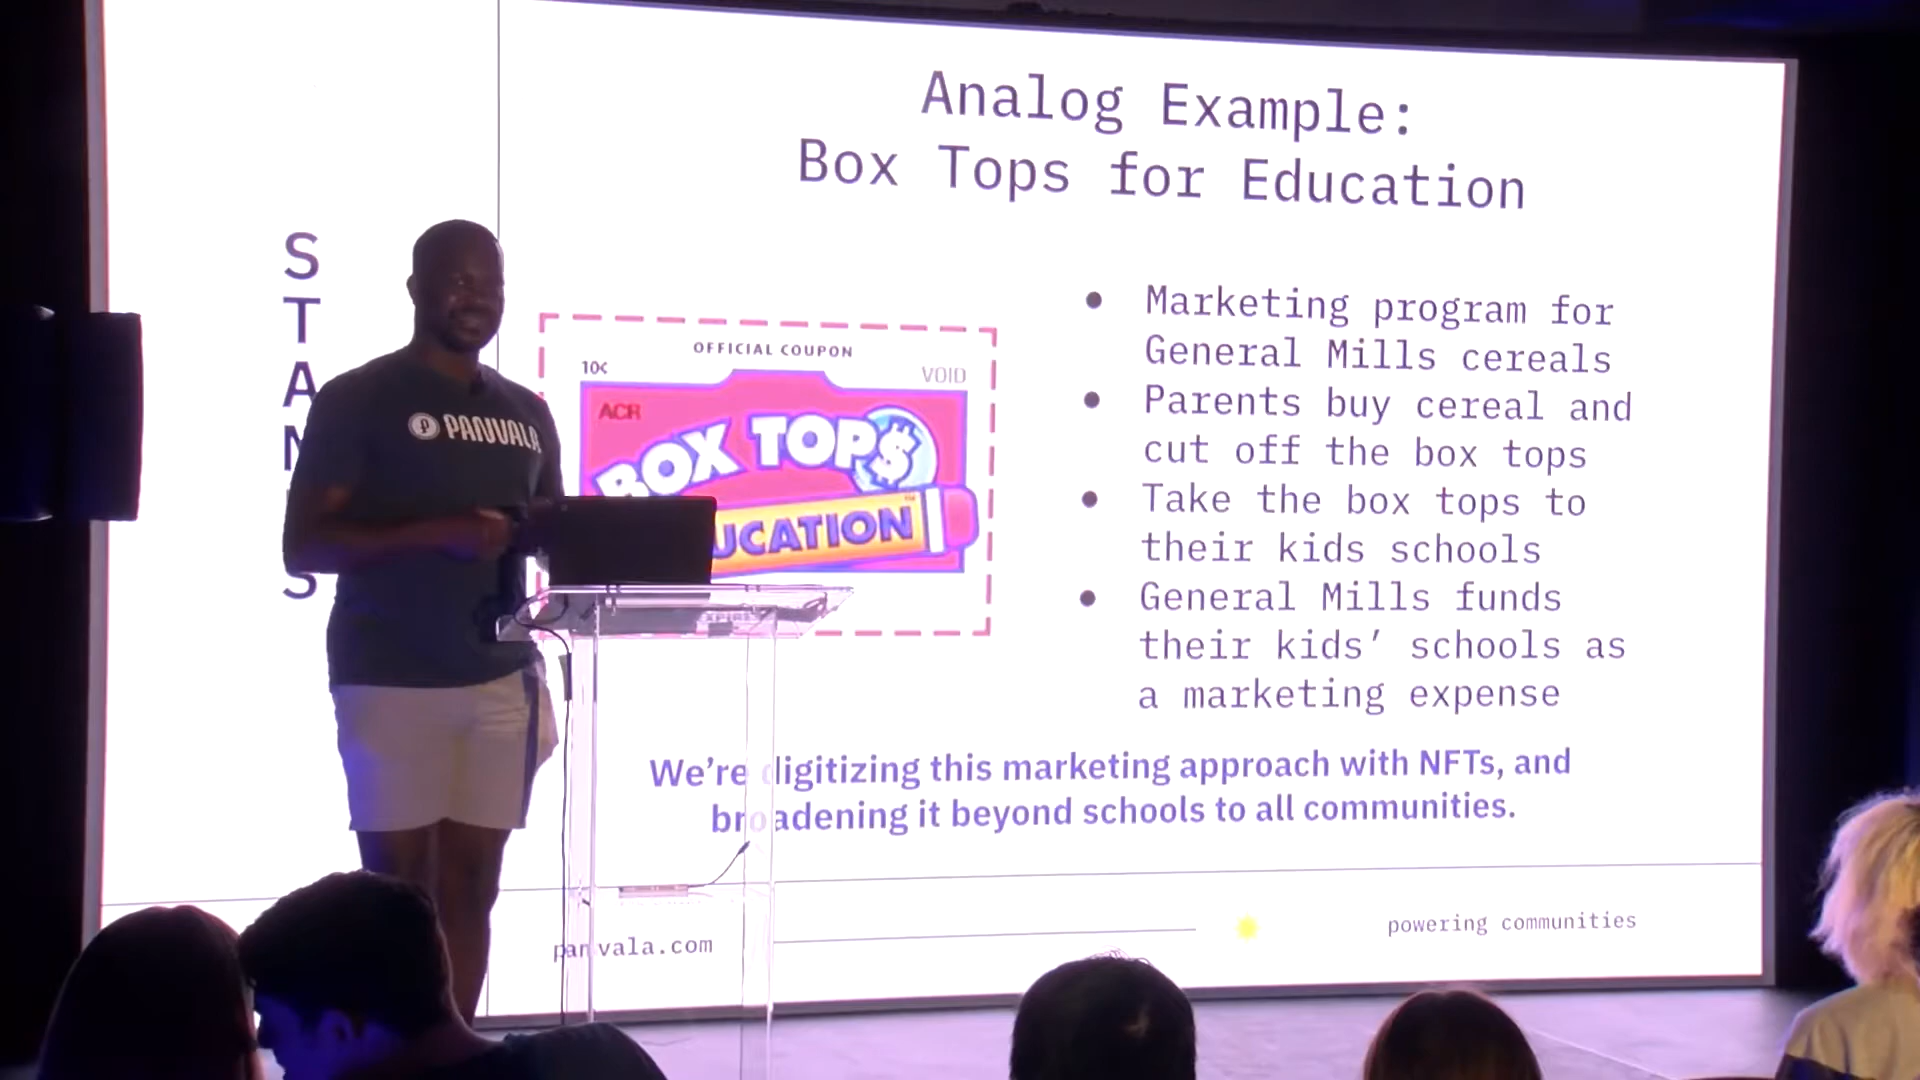 Analog Example:
Box Tops for Education
S
T
A
S
PANVALA
OFFICIAL COUPON
10¢
VOID
ACR
BOX TOPS
UCATION
• Marketing program for
General Mills cereals
• Parents buy cereal and
cut off the box tops
• Take the box tops to
their kids schools
• General Mills funds
their kids’ schools as
a marketing expense
We’re digitizing this marketing approach with NFTs, and
broadening it beyond schools to all communities.
panvala.com
powering communities